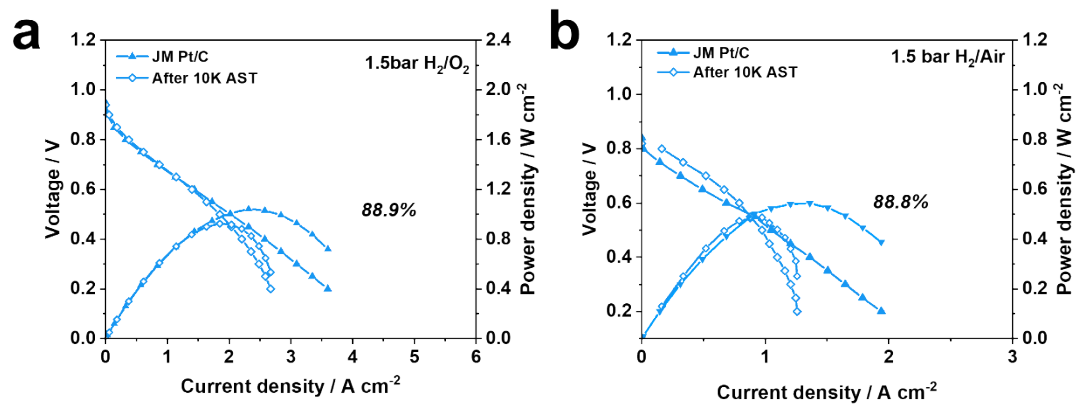 a
1.5bar H₂/O₂
JM Pt/C
After 10K AST
88.9%
Voltage / V
1.2
1.0
0.8
0.6
0.4
0.2
0.0
Power density / W cm⁻²
2.4
2.0
1.6
1.2
0.8
0.4
0.0
0 1 2 3 4 5 6
Current density / A cm⁻²
b
1.5 bar H₂/Air
JM Pt/C
After 10K AST
88.8%
Voltage / V
1.2
1.0
0.8
0.6
0.4
0.2
Power density / W cm⁻²
1.2
1.0
0.8
0.6
0.4
0.2
0.0
0 1 2 3
Current density / A cm⁻²